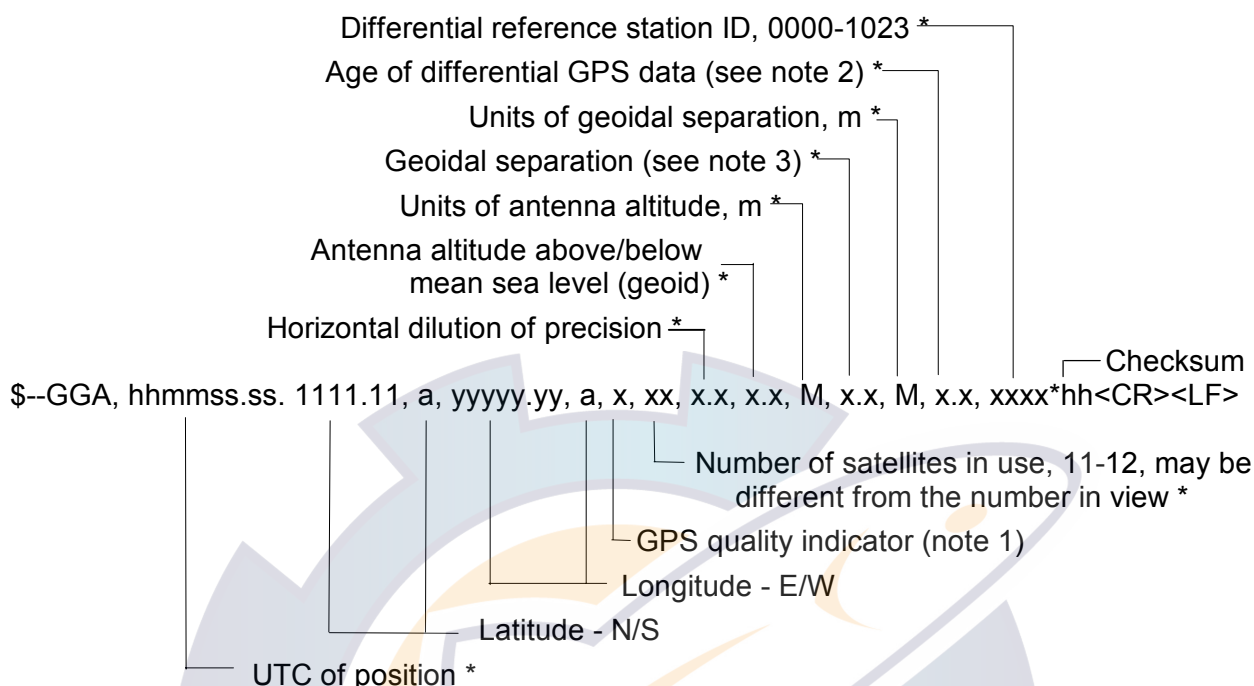 Differential reference station ID, 0000-1023 *
Age of differential GPS data (see note 2) *
Units of geoidal separation, m *
Geoidal separation (see note 3) *
Units of antenna altitude, m *
Antenna altitude above/below
mean sea level (geoid) *
Horizontal dilution of precision *
Checksum
$--GGA, hhmmss.ss. 1111.11, a, yyyyy.yy, a, x, xx, x.x, x.x, M, x.x, M, x.x, xxxx*hh<CR><LF>
Number of satellites in use, 11-12, may be
different from the number in view *
GPS quality indicator (note 1)
Longitude - E/W
Latitude - N/S
UTC of position *